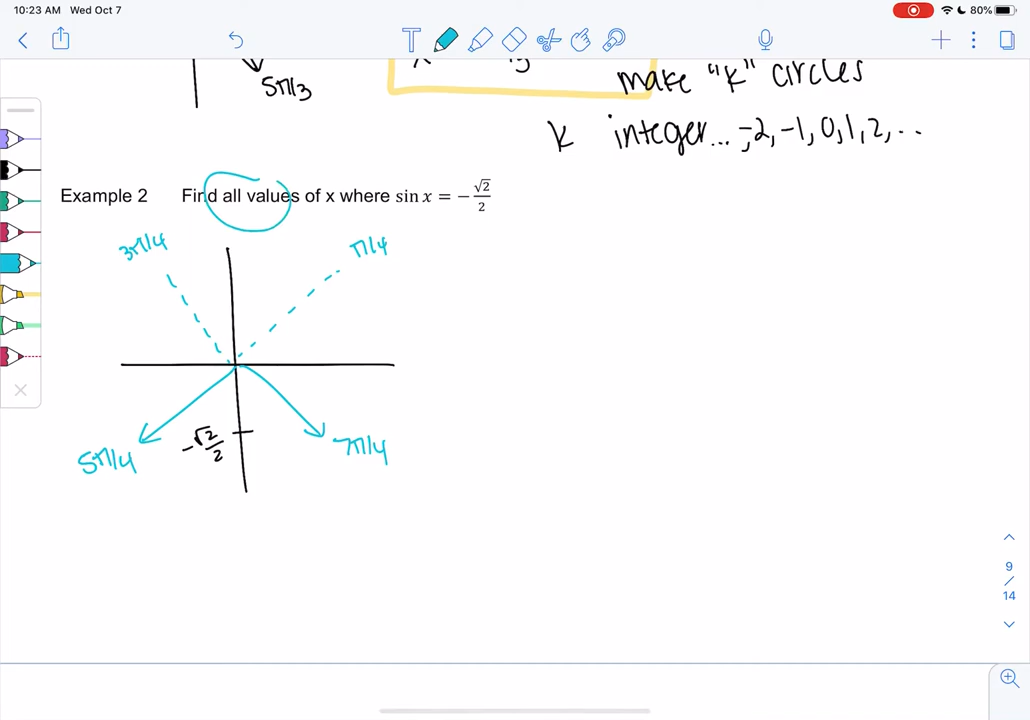 10:23 AM Wed Oct 7
80%
T
5π/3
make "k" circles
k integer... -2, -1, 0, 1, 2, ...
Example 2 Find all values of x where sin x = -√2/2
3π/4
π/4
-√2/2
5π/4
7π/4
9
/
14